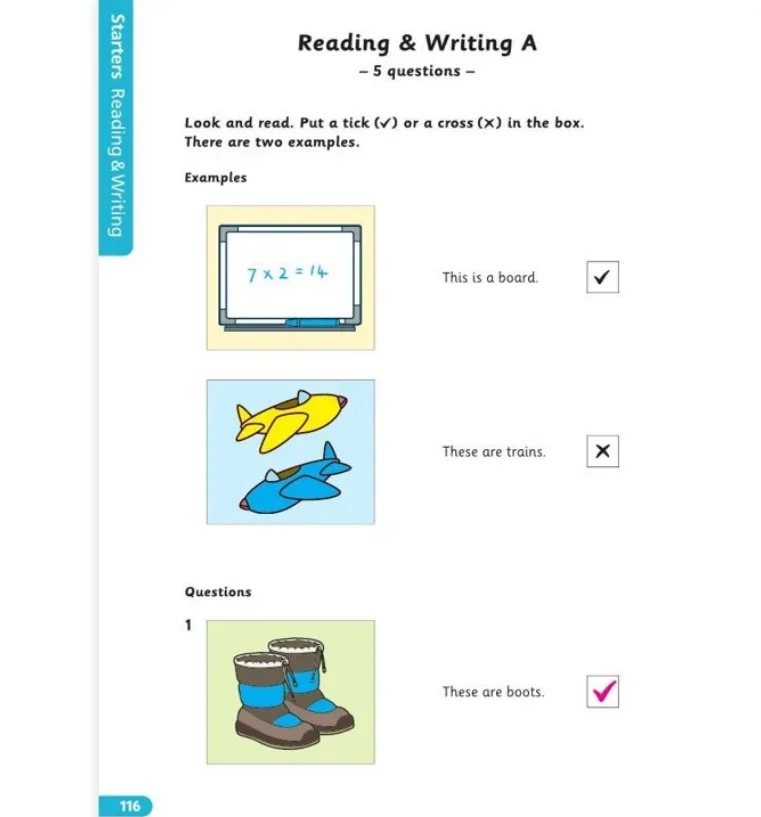 Starters Reading & Writing
Reading & Writing A
– 5 questions –
Look and read. Put a tick (✓) or a cross (✗) in the box.
There are two examples.
Examples
7 x 2 = 14
This is a board.
✓
These are trains.
✗
Questions
1
These are boots.
✓
116